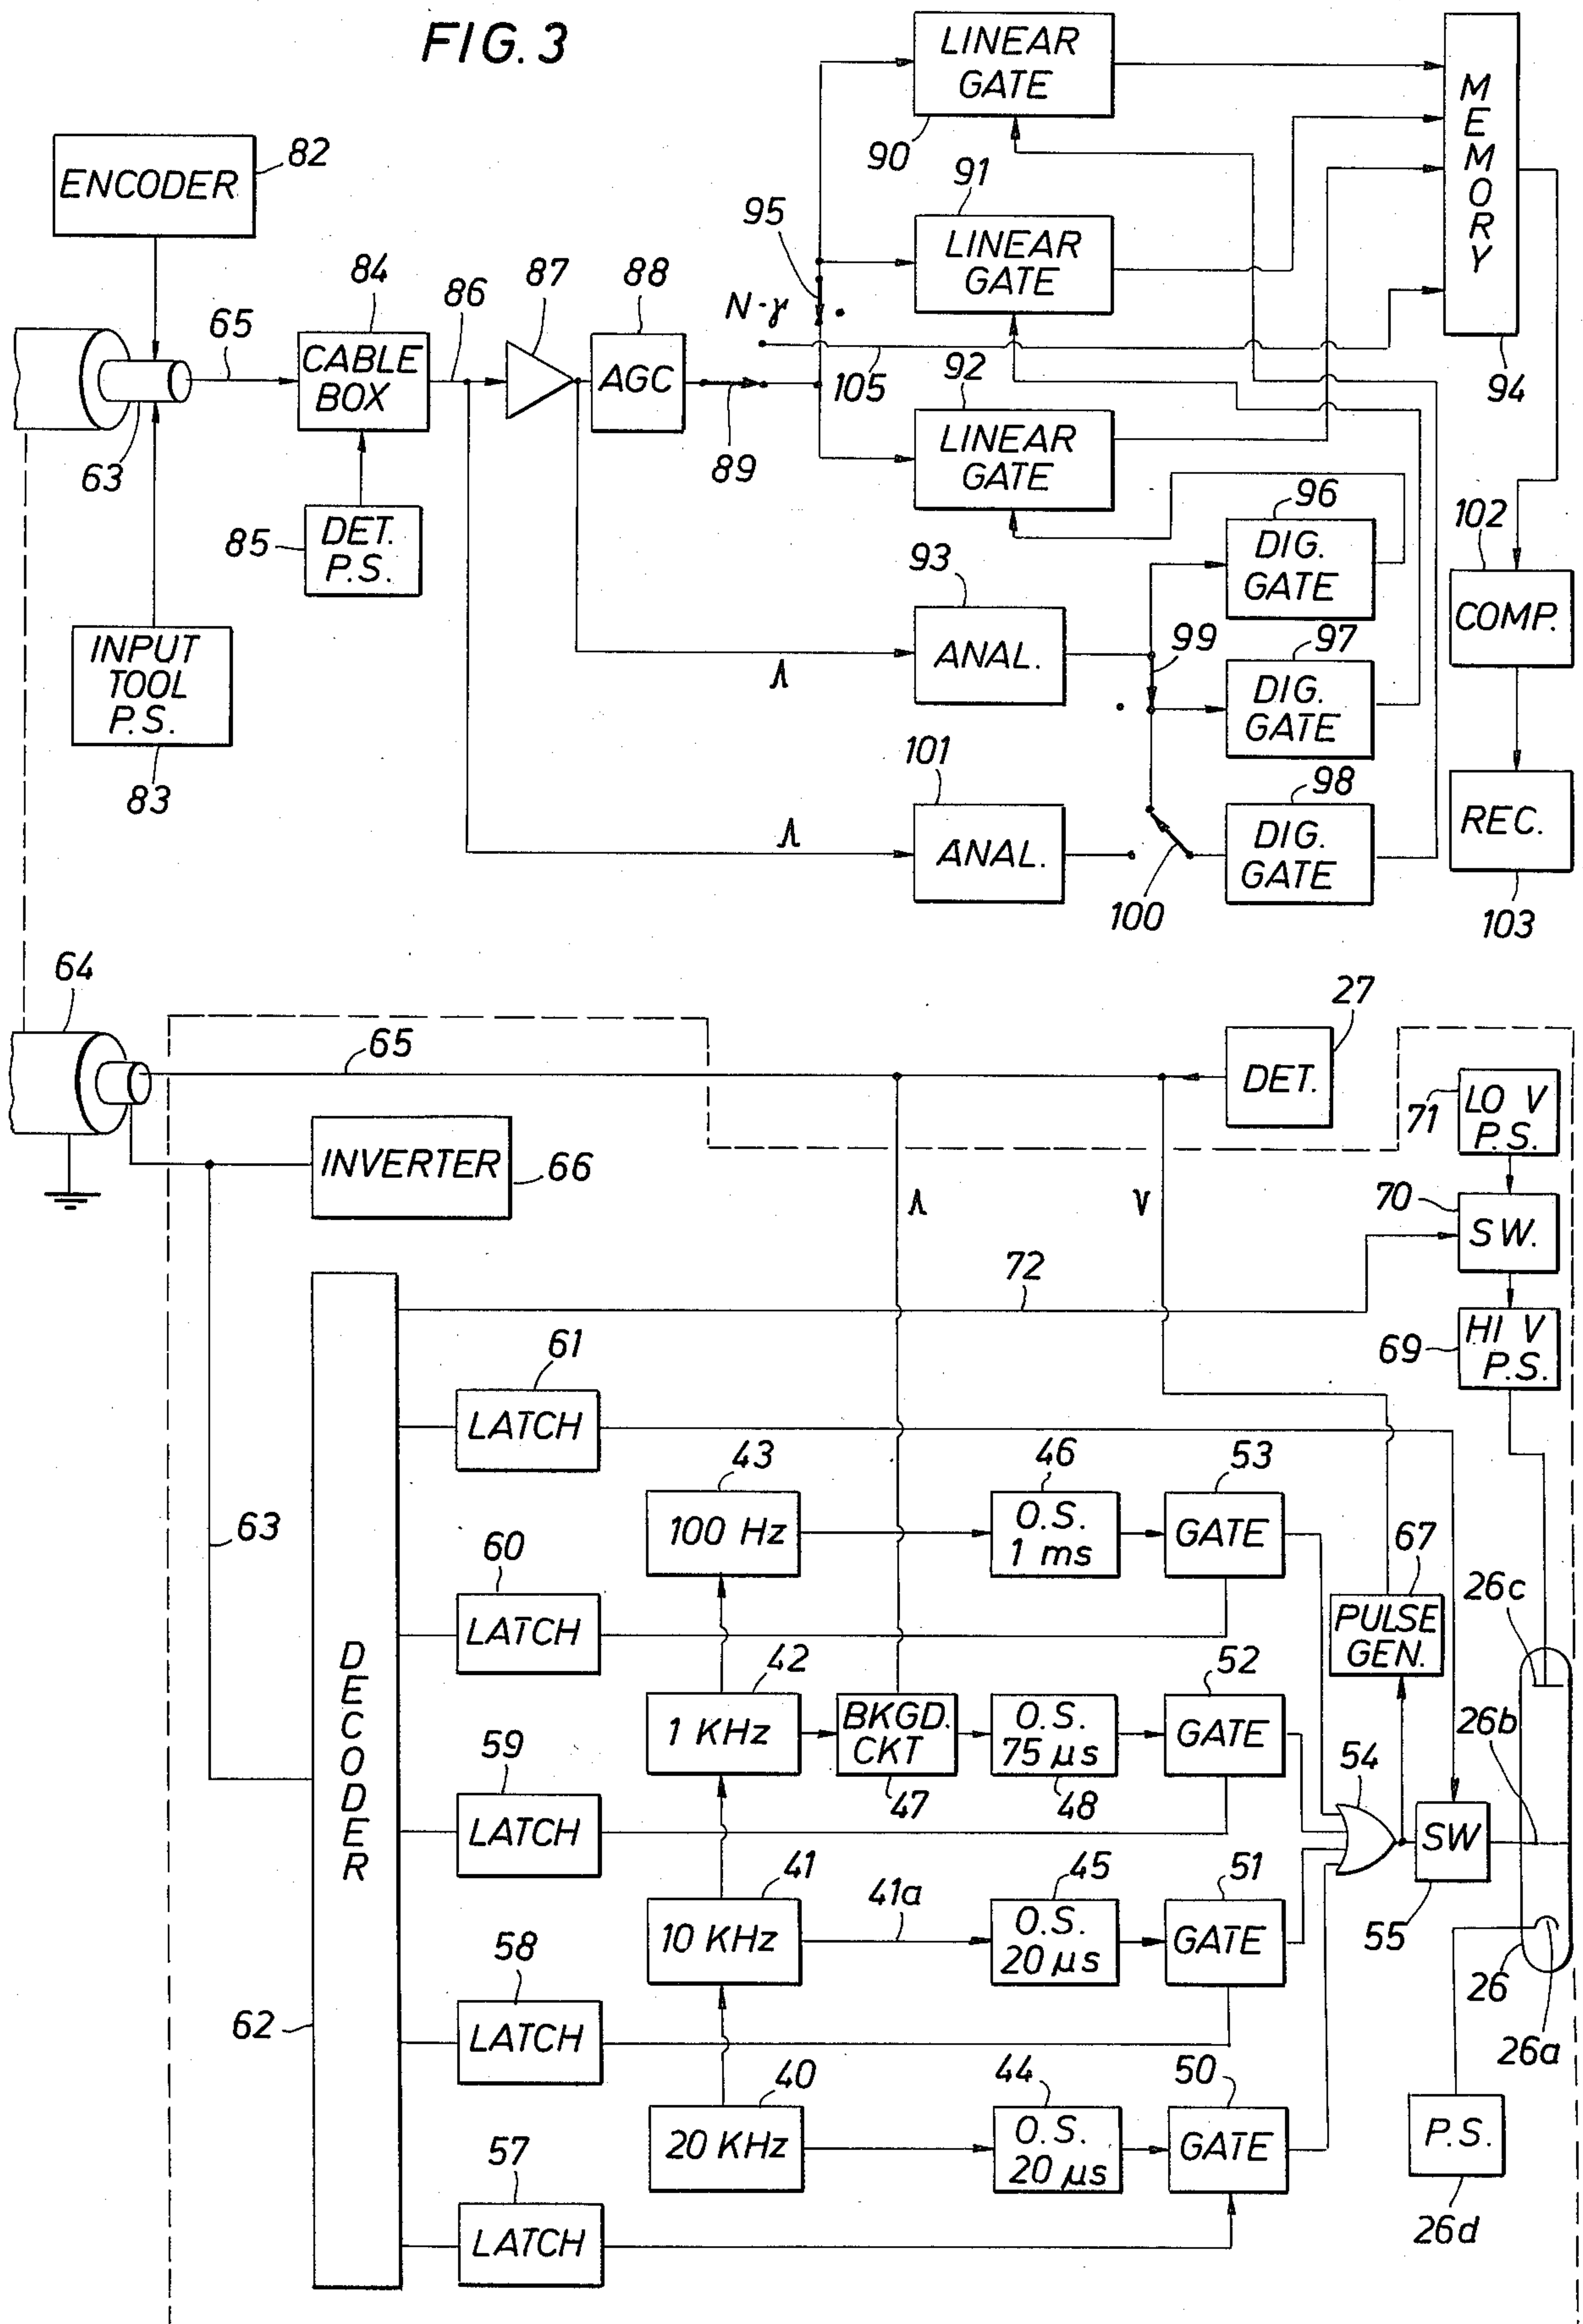 FIG. 3
LINEAR
GATE
90
ENCODER
82
91
LINEAR
GATE
95
N-γ
MEMORY
94
84
CABLE
BOX
65
86
87
88
AGC
89
105
92
LINEAR
GATE
63
85
DET.
P.S.
INPUT
TOOL
P.S.
83
93
ANAL.
96
DIG.
GATE
99
97
DIG.
GATE
101
ANAL.
100
98
DIG.
GATE
102
COMP.
REC.
103
64
65
27
DET.
INVERTER
66
71
LO V
P.S.
70
SW.
72
69
HI V
P.S.
DECODER
62
63
61
LATCH
43
100 Hz
46
O.S.
1 ms
53
GATE
67
PULSE
GEN.
26c
60
LATCH
42
1 KHz
BKGD.
CKT
47
O.S.
75 μs
48
52
GATE
26b
54
SW
55
59
LATCH
41
10 KHz
41a
45
O.S.
20 μs
51
GATE
26
26a
58
LATCH
40
20 KHz
44
O.S.
20 μs
50
GATE
P.S.
26d
57
LATCH